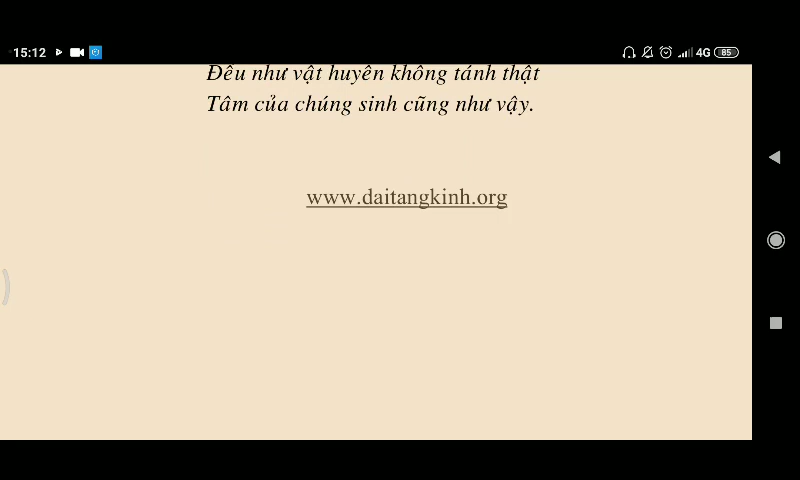 15:12 4G 85
Đều như vật huyên không tánh thật
Tâm của chúng sinh cũng như vậy.
www.daitangkinh.org